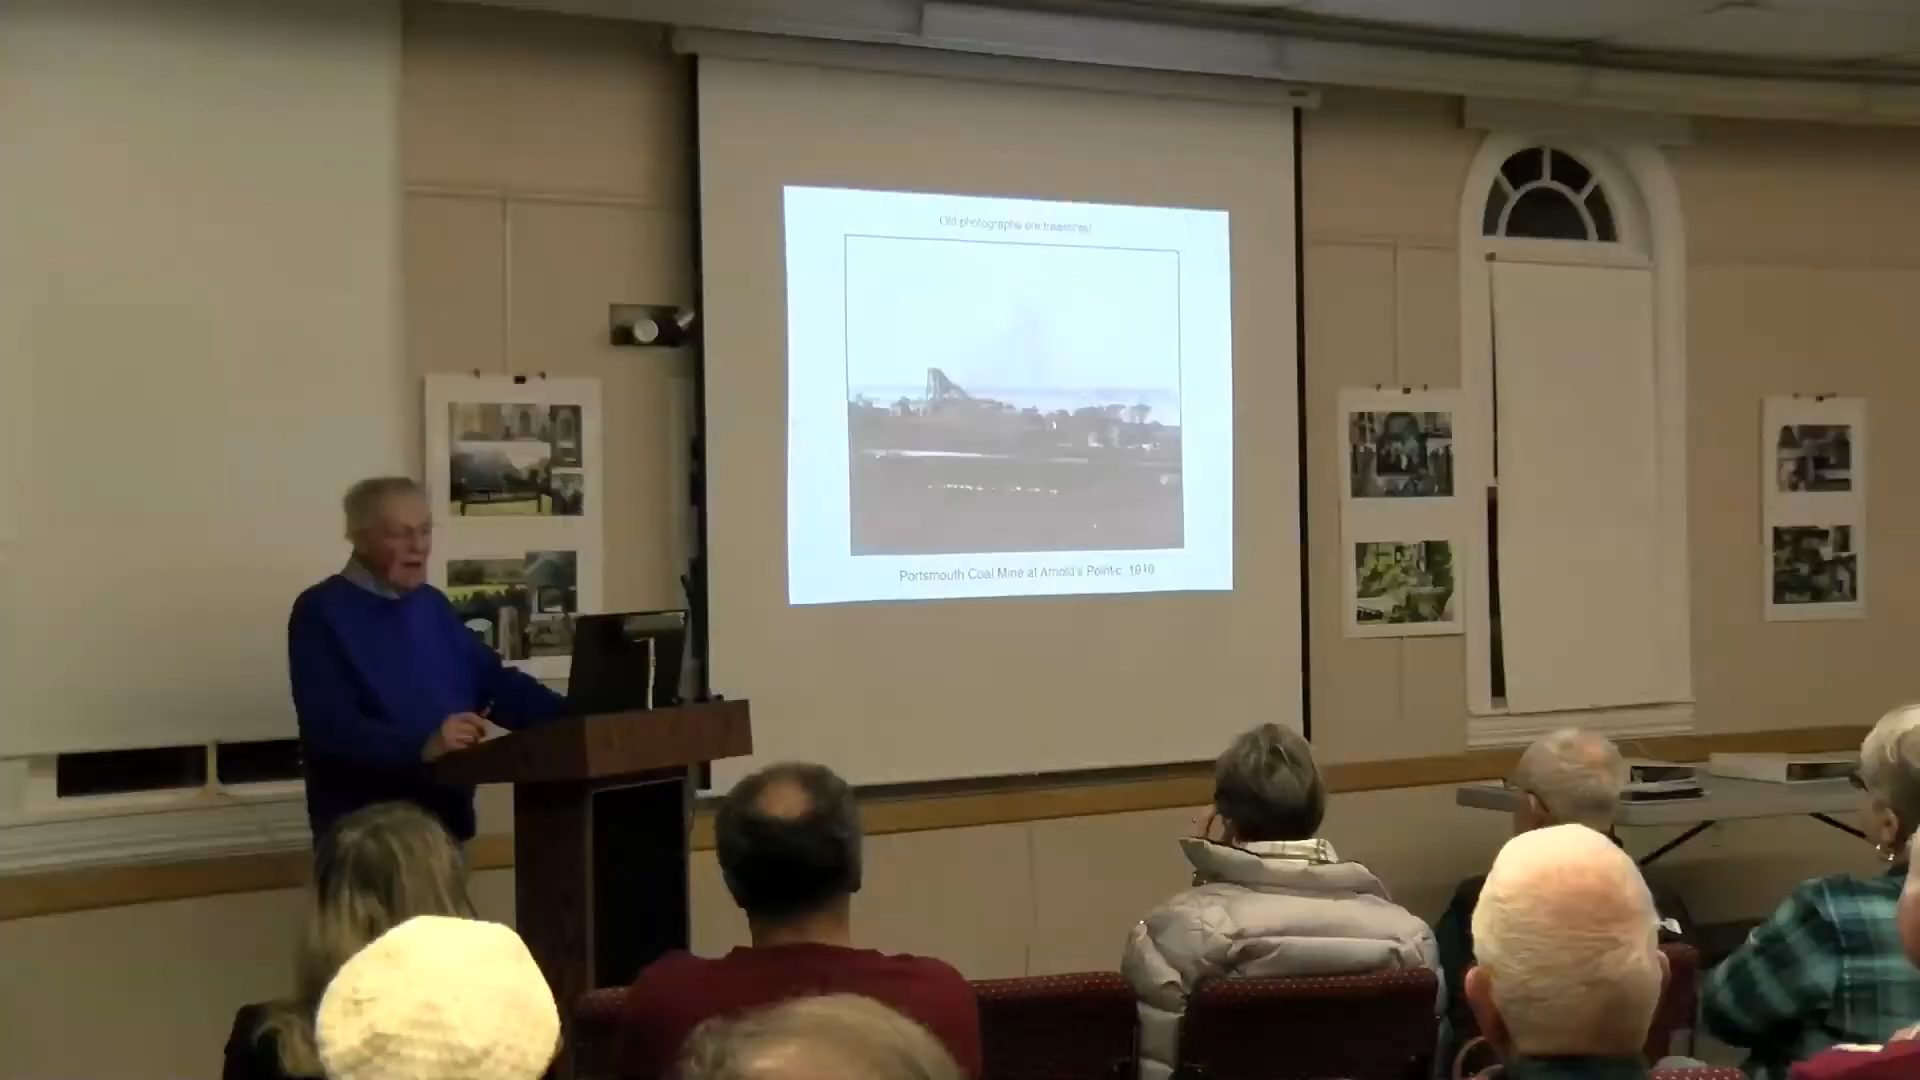 Old photographs are treasures!
Portsmouth Coal Mine at Arnold's Point-c. 1910